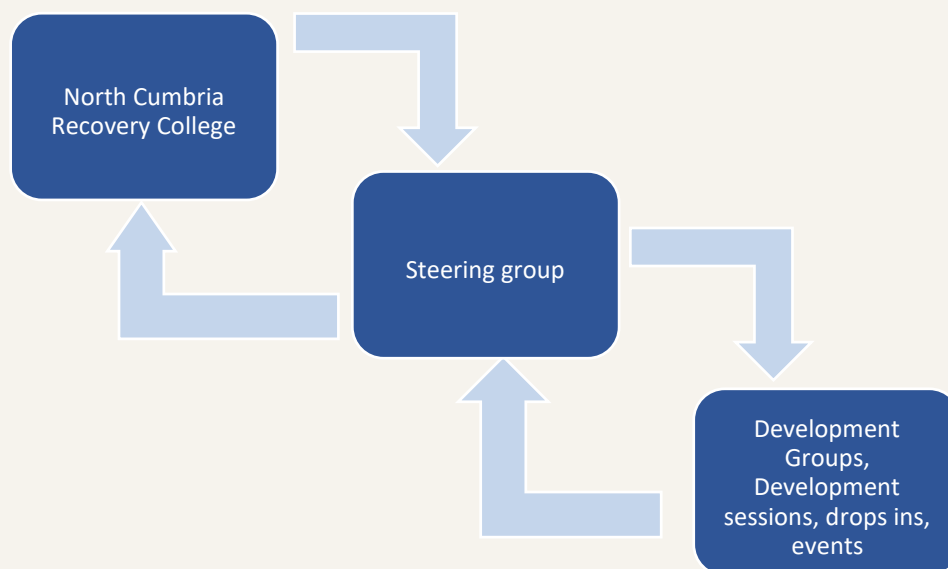 North Cumbria
Recovery College
Steering group
Development
Groups,
Development
sessions, drops ins,
events